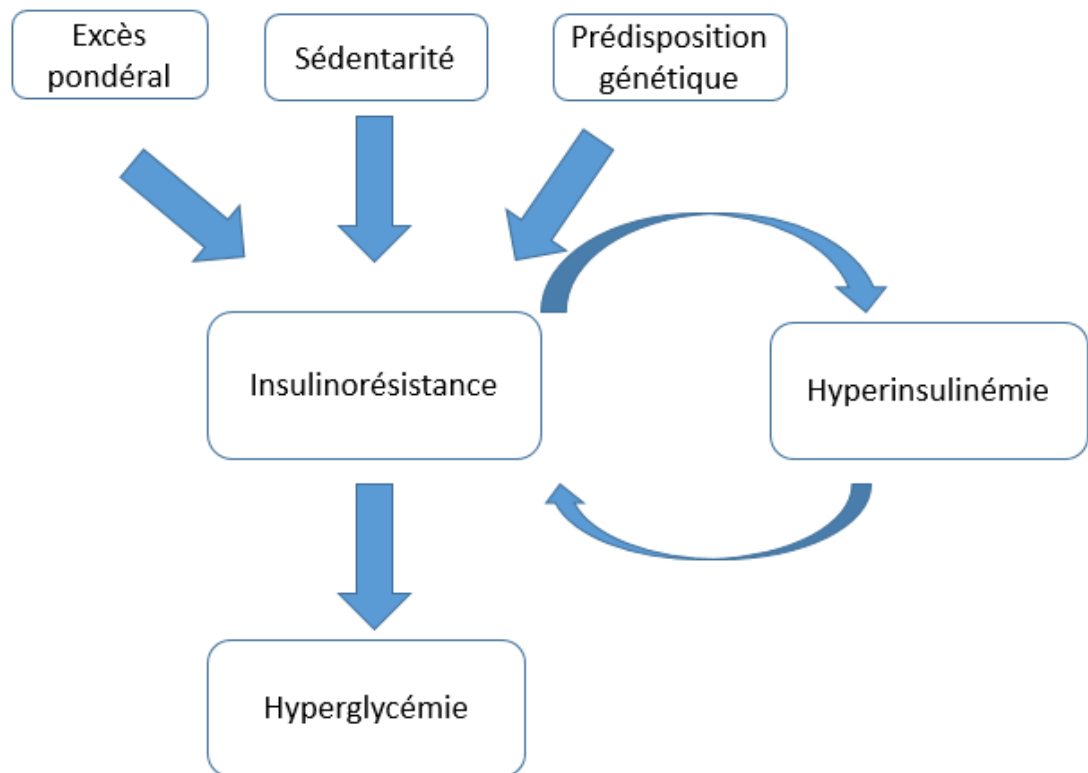 Excès
pondéral
Sédentarité
Prédisposition
génétique
Insulinorésistance
Hyperinsulinémie
Hyperglycémie